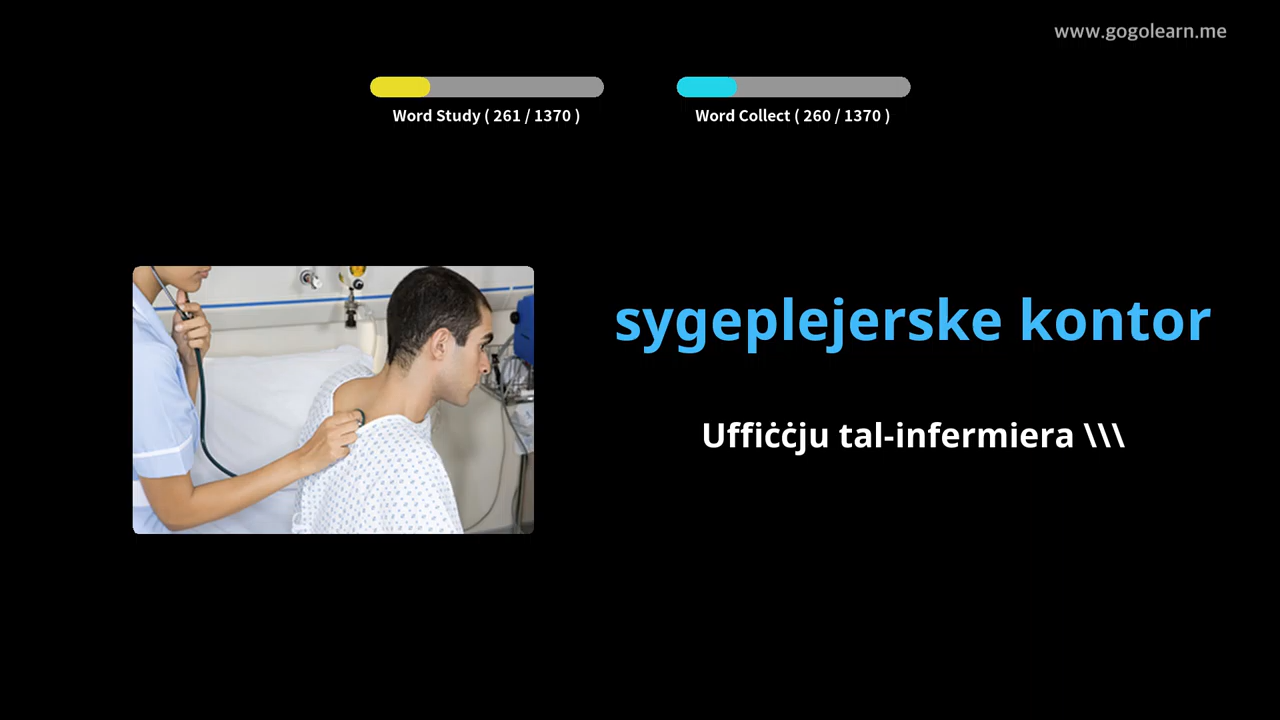 www.gogolearn.me
Word Study ( 261 / 1370 )
Word Collect ( 260 / 1370 )
sygeplejerske kontor
Uffiċċju tal-infermiera \\\